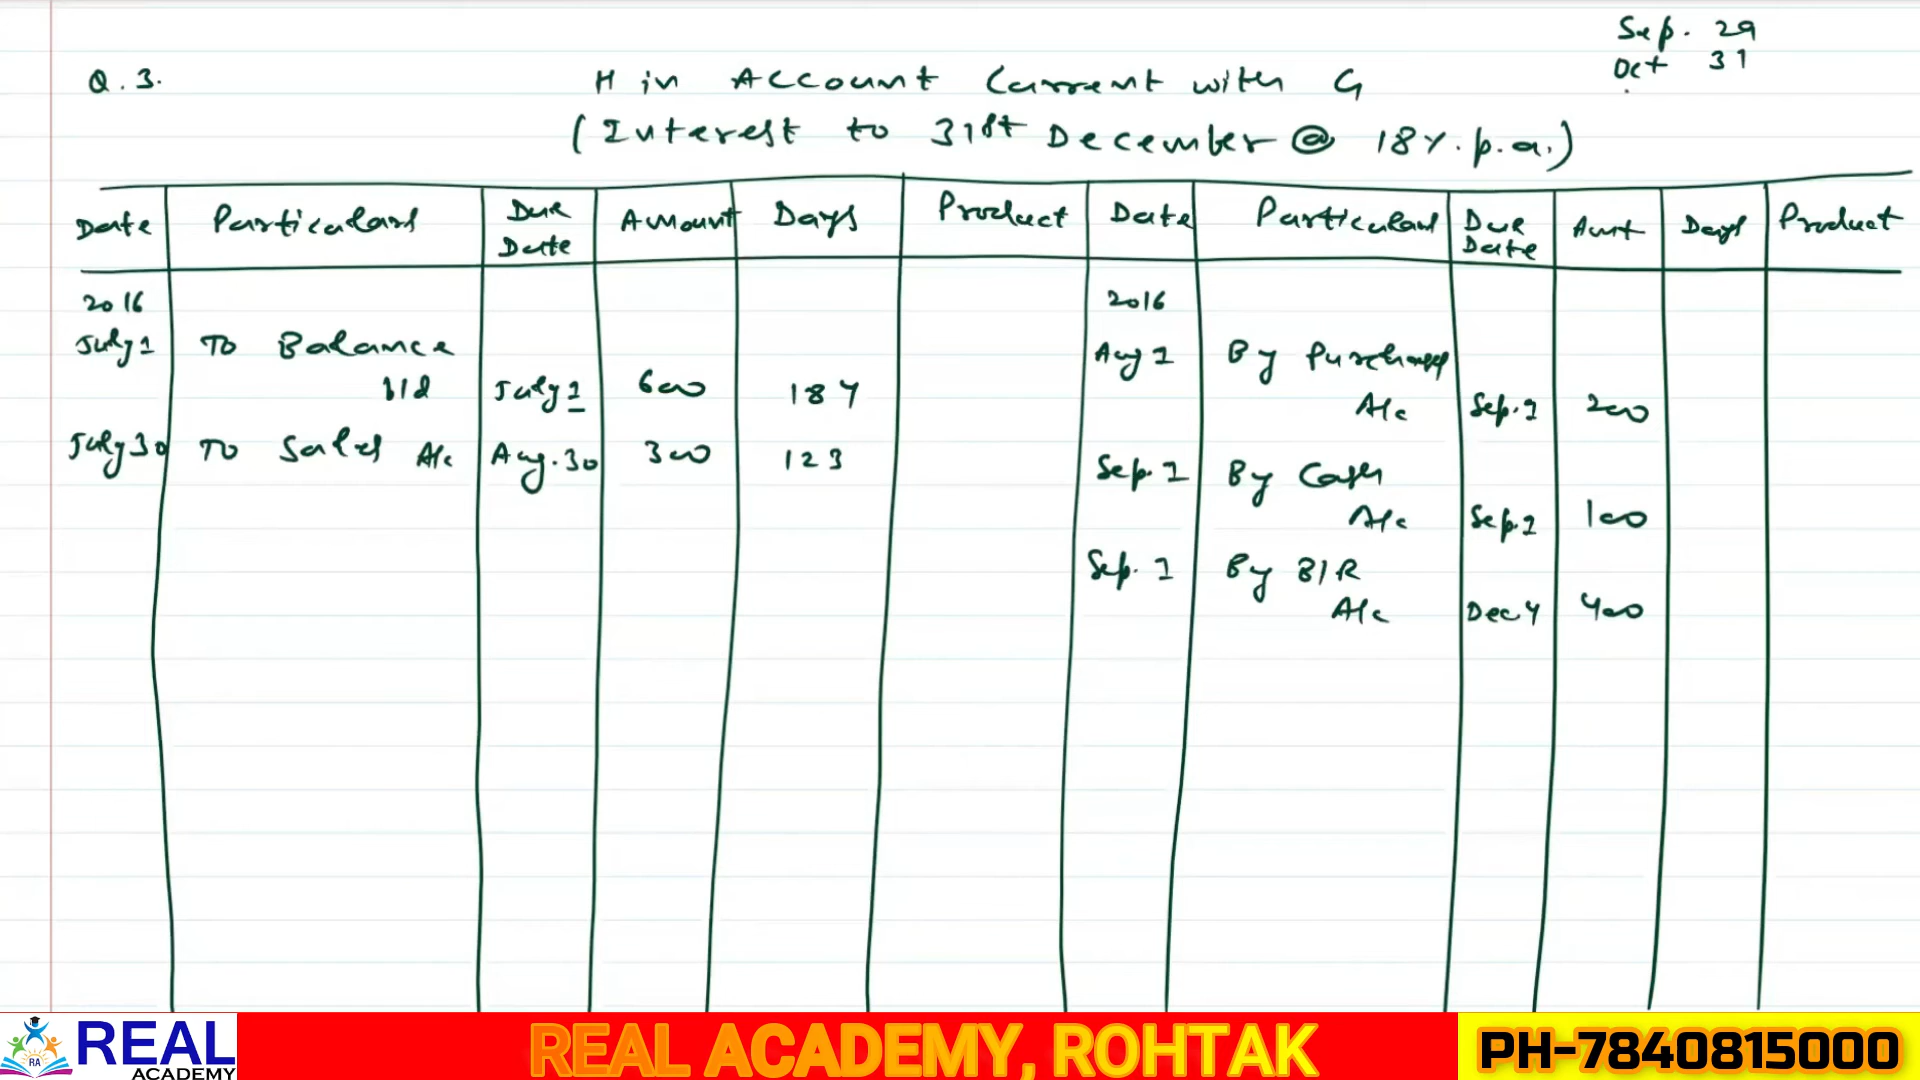 Sep. 29
Oct 31
Q.3.
H in Account Current with G
(Interest to 31st December @ 18%.p.a.)
Date Particulars Due Date Amount Days Product Date Particulars Due Date Amt Days Product
2016 2016
July 1 To Balance b/d July 1 600 184 Aug 1 By Purchases A/c Sep. 1 200
July 30 To Sales A/c Aug. 30 300 123 Sep. 1 By Cash A/c Sep. 1 100
Sep. 1 By B/R A/c Dec 4 400
RA
REAL
ACADEMY
REAL ACADEMY, ROHTAK
PH-7840815000